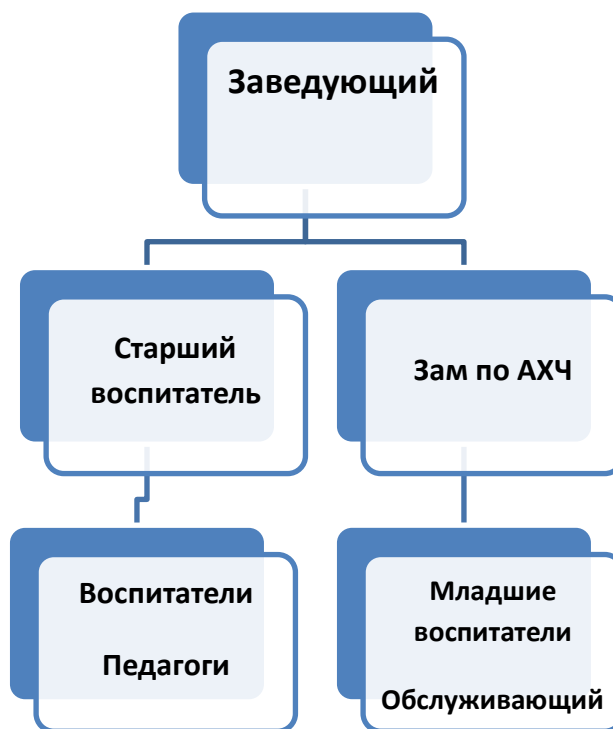 Заведующий
Старший
воспитатель
Зам по АХЧ
Воспитатели
Педагоги
Младшие
воспитатели
Обслуживающий